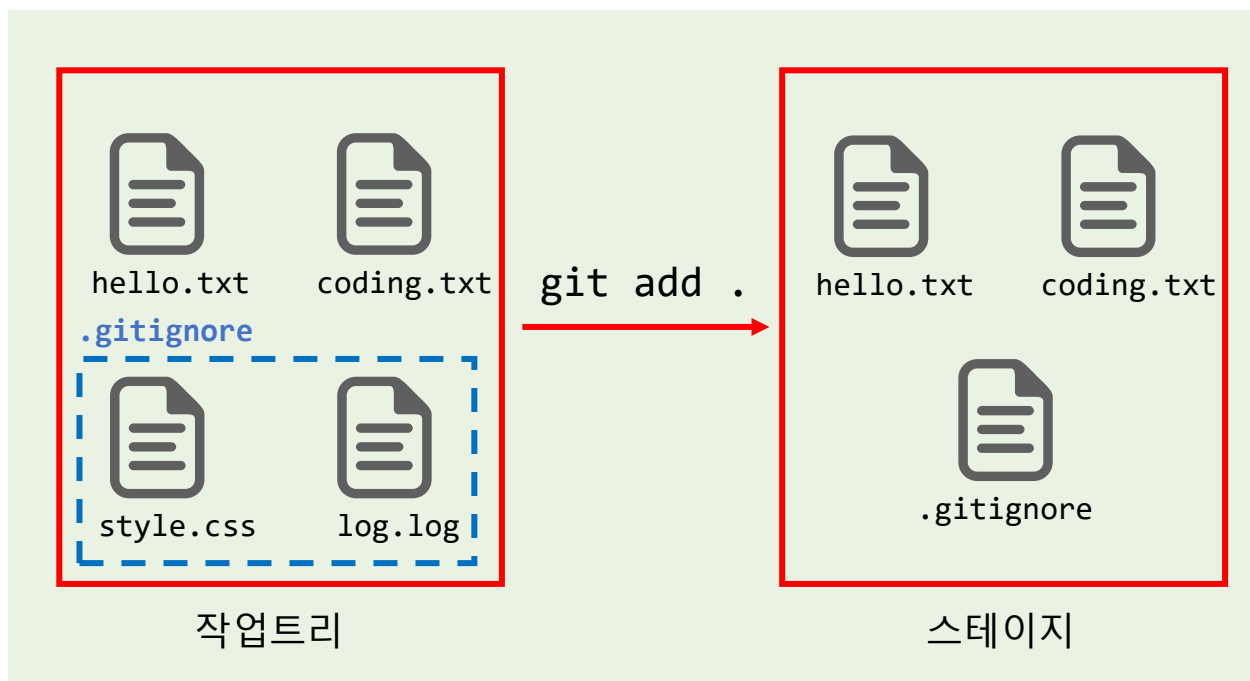 hello.txt
coding.txt
.gitignore
style.css
log.log
작업트리
git add .
hello.txt
coding.txt
.gitignore
스테이지